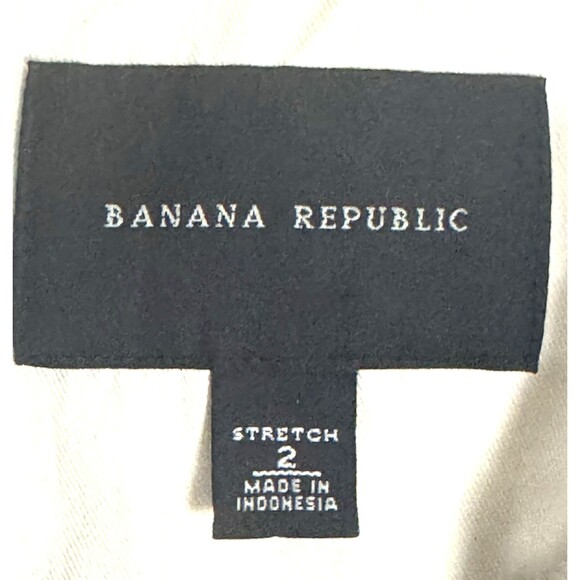 BANANA REPUBLIC
STRETCH
2
MADE IN
INDONESIA